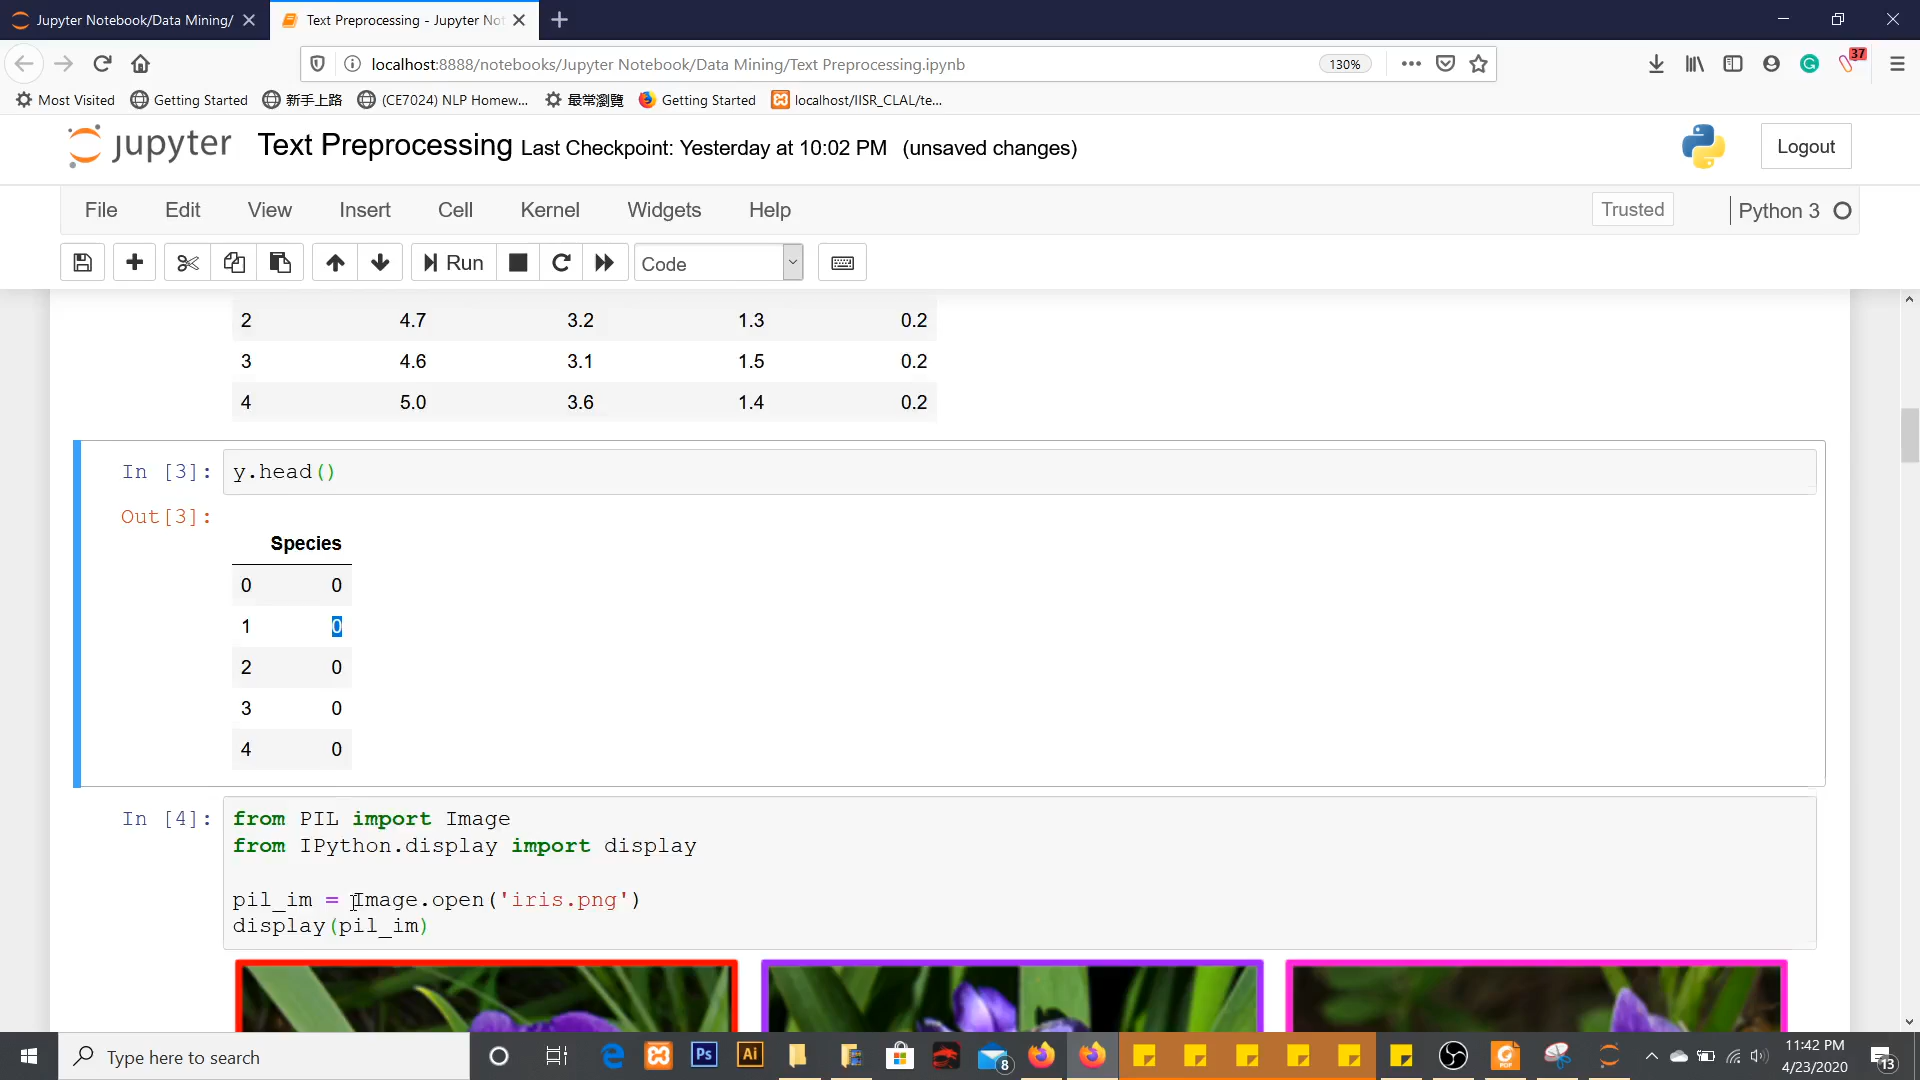 Jupyter Notebook/Data Mining/
Text Preprocessing - Jupyter No
localhost:8888/notebooks/Jupyter Notebook/Data Mining/Text Preprocessing.ipynb
130%
37
Most Visited
Getting Started
新手上路
(CE7024) NLP Homew...
最常瀏覽
Getting Started
localhost/IISR_CLAL/te...
jupyter
Text Preprocessing Last Checkpoint: Yesterday at 10:02 PM (unsaved changes)
Logout
File Edit View Insert Cell Kernel Widgets Help
Trusted
Python 3
Run
Code
2 4.7 3.2 1.3 0.2
3 4.6 3.1 1.5 0.2
4 5.0 3.6 1.4 0.2
In [3]: y.head()
Out[3]:
Species
0 0
1 0
2 0
3 0
4 0
In [4]: from PIL import Image
from IPython.display import display
pil_im = Image.open('iris.png')
display(pil_im)
Type here to search
Ps
Ai
8
11:42 PM
4/23/2020
13